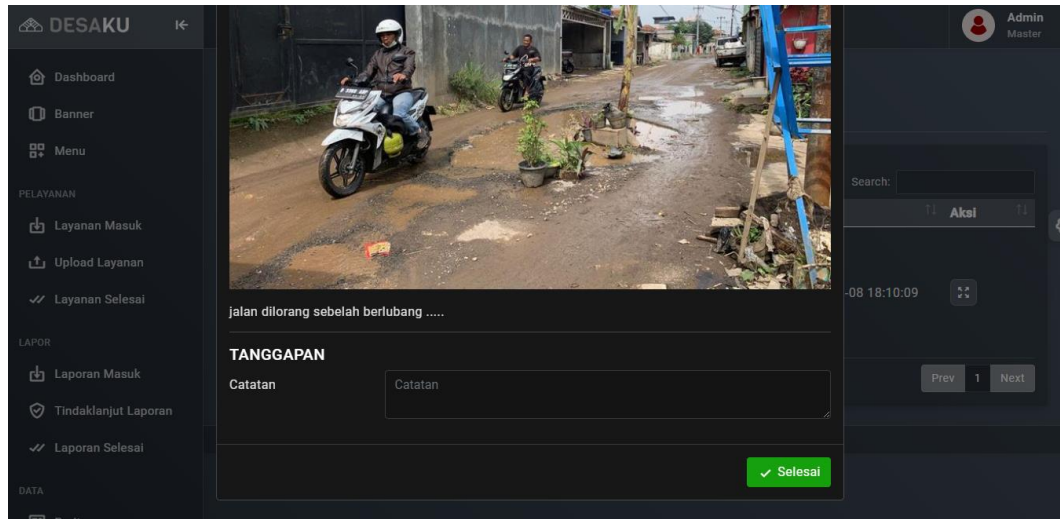 DESAKU
Admin
Master
Dashboard
Banner
Menu
PELAYANAN
Layanan Masuk
Upload Layanan
Layanan Selesai
LAPOR
Laporan Masuk
Tindaklanjut Laporan
Laporan Selesai
DATA
jalan dilorang sebelah berlubang .....
TANGGAPAN
Catatan
Catatan
Selesai
Search:
Aksi
-08 18:10:09
Prev 1 Next